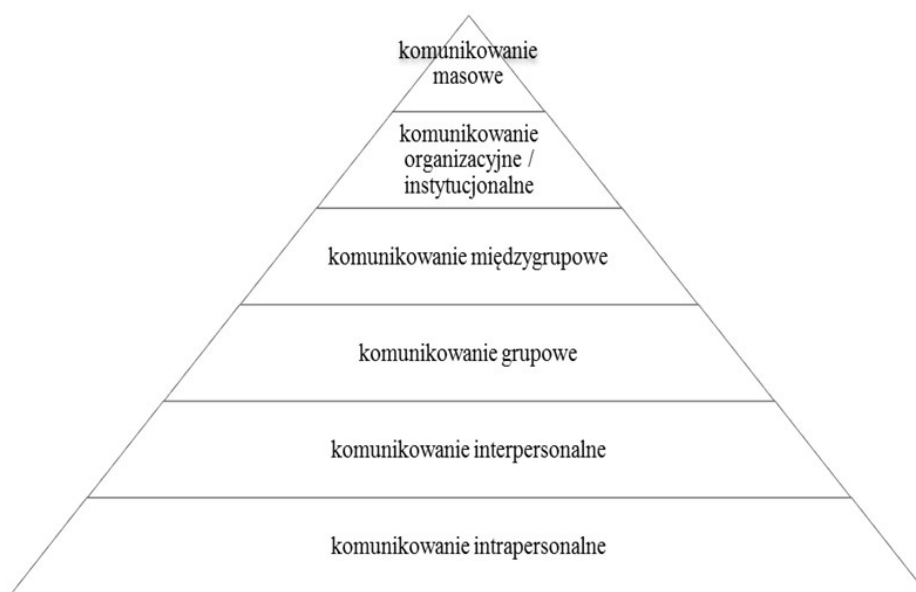 komunikowanie
masowe
komunikowanie
organizacyjne /
instytucjonalne
komunikowanie międzygrupowe
komunikowanie grupowe
komunikowanie interpersonalne
komunikowanie intrapersonalne